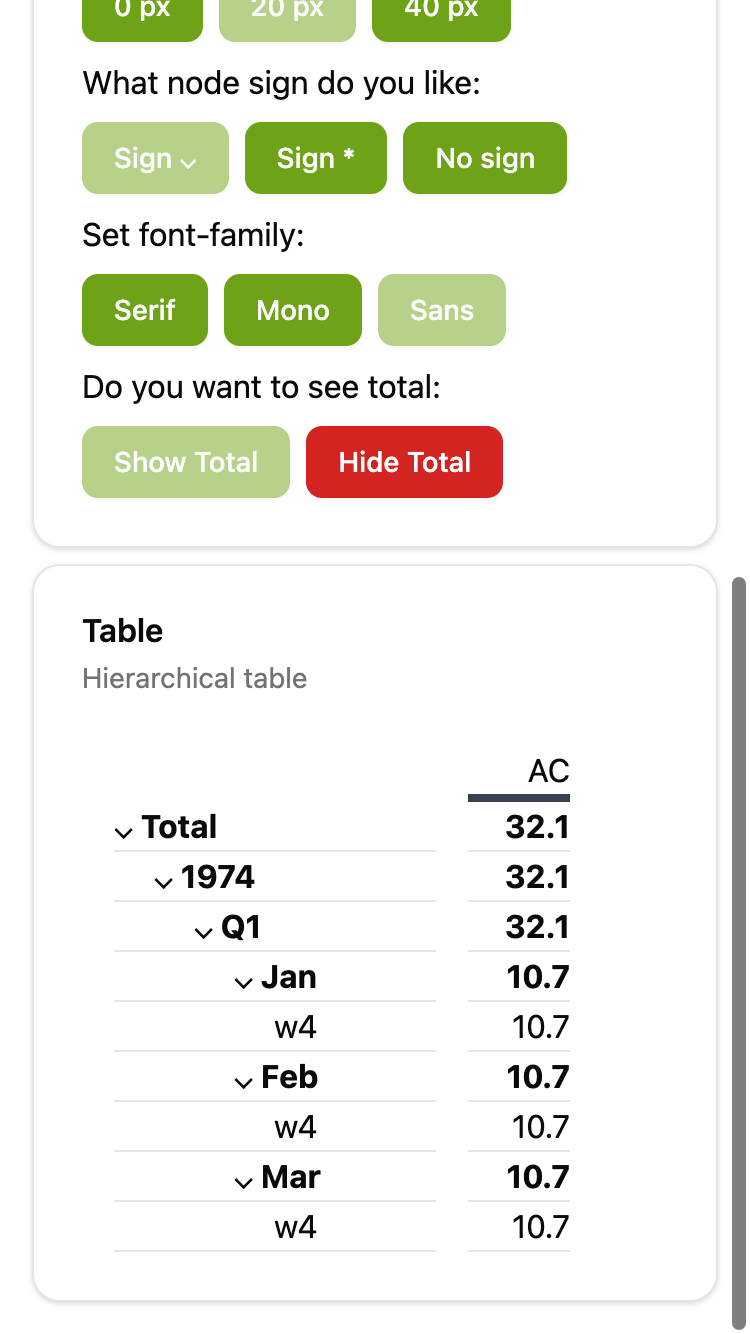 0 px 20 px 40 px
What node sign do you like:
Sign Sign * No sign
Set font-family:
Serif Mono Sans
Do you want to see total:
Show Total Hide Total
Table
Hierarchical table
AC
Total 32.1
1974 32.1
Q1 32.1
Jan 10.7
w4 10.7
Feb 10.7
w4 10.7
Mar 10.7
w4 10.7